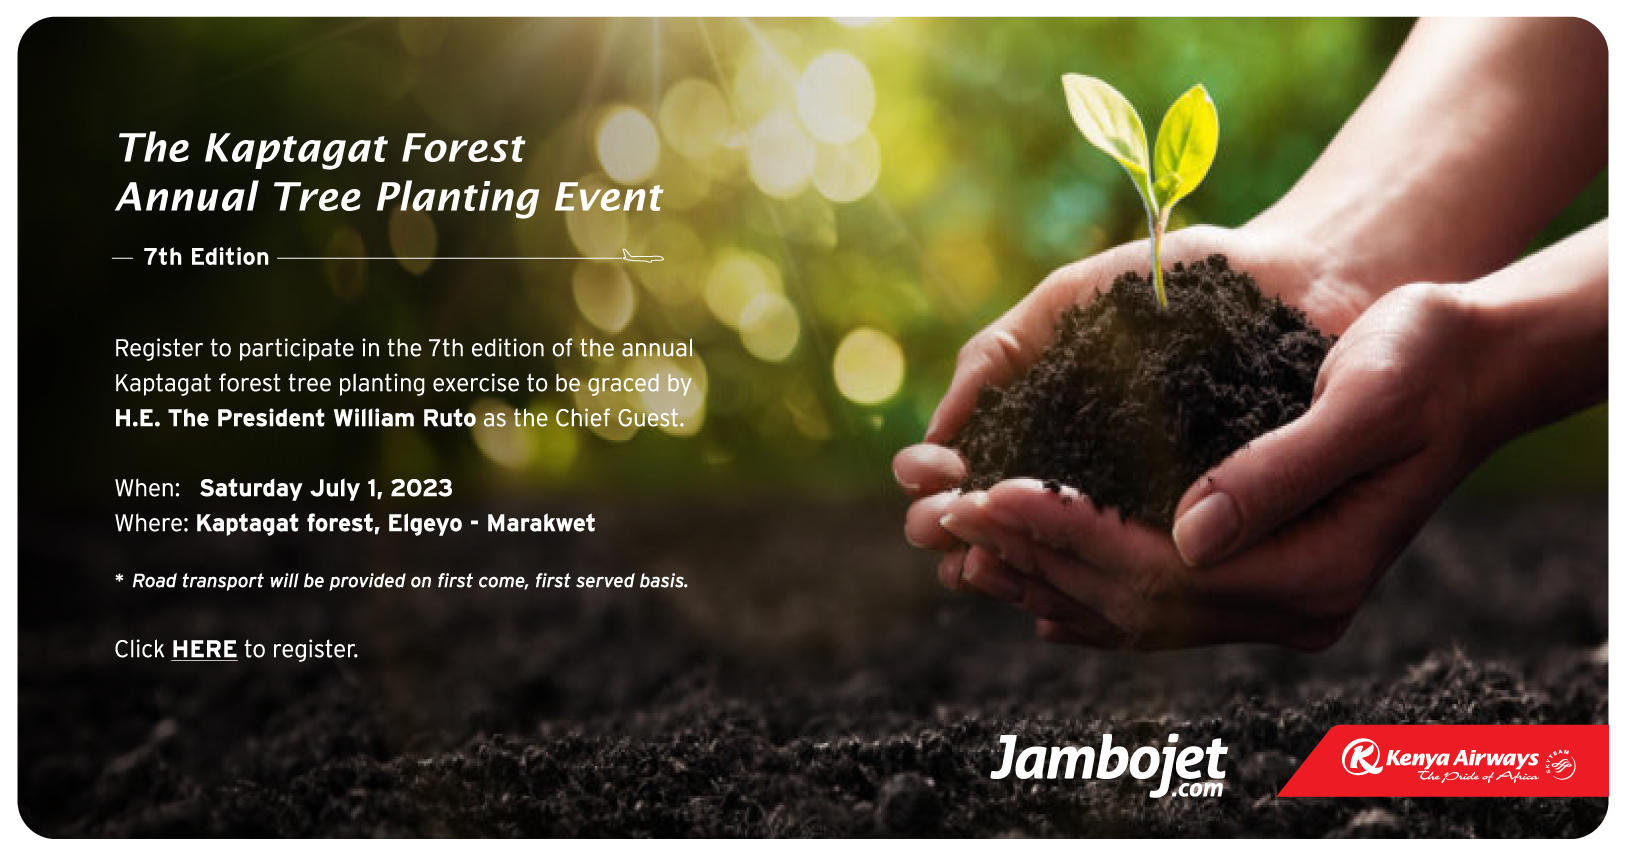 The Kaptagat Forest
Annual Tree Planting Event
7th Edition
Register to participate in the 7th edition of the annual
Kaptagat forest tree planting exercise to be graced by
H.E. The President William Ruto as the Chief Guest.
When: Saturday July 1, 2023
Where: Kaptagat forest, Elgeyo - Marakwet
* Road transport will be provided on first come, first served basis.
Click HERE to register.
Jambojet
.com
Kenya Airways
The Pride of Africa
SKYTEAM